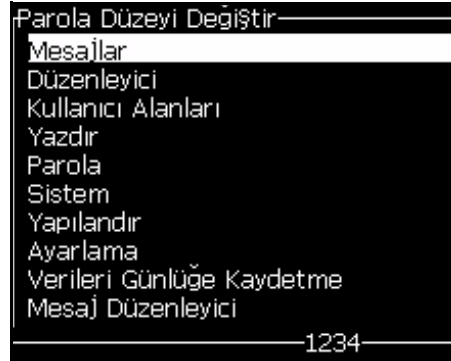 Parola Düzeyi Değiştir
Mesajlar
Düzenleyici
Kullanıcı Alanları
Yazdır
Parola
Sistem
Yapılandır
Ayarlama
Verileri Günlüğe Kaydetme
Mesaj Düzenleyici
1234